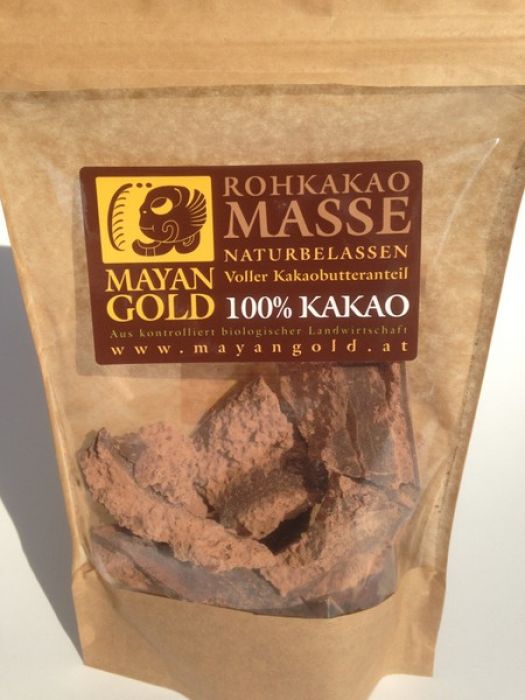 ROHKAKAO
MASSE
NATURBELASSEN
Voller Kakaobutteranteil
MAYAN
GOLD
100% KAKAO
Aus kontrolliert biologischer Landwirtschaft
www.mayangold.at